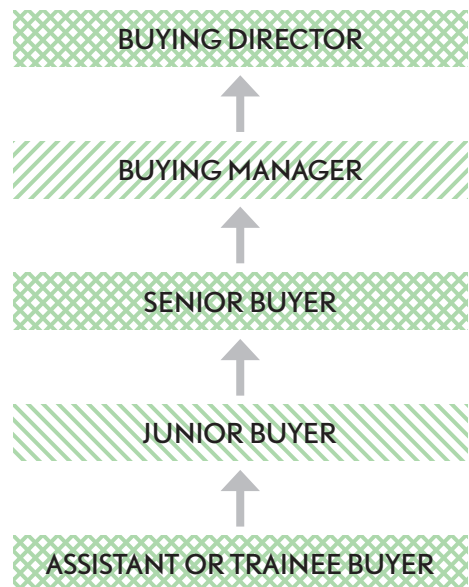 BUYING DIRECTOR
BUYING MANAGER
SENIOR BUYER
JUNIOR BUYER
ASSISTANT OR TRAINEE BUYER